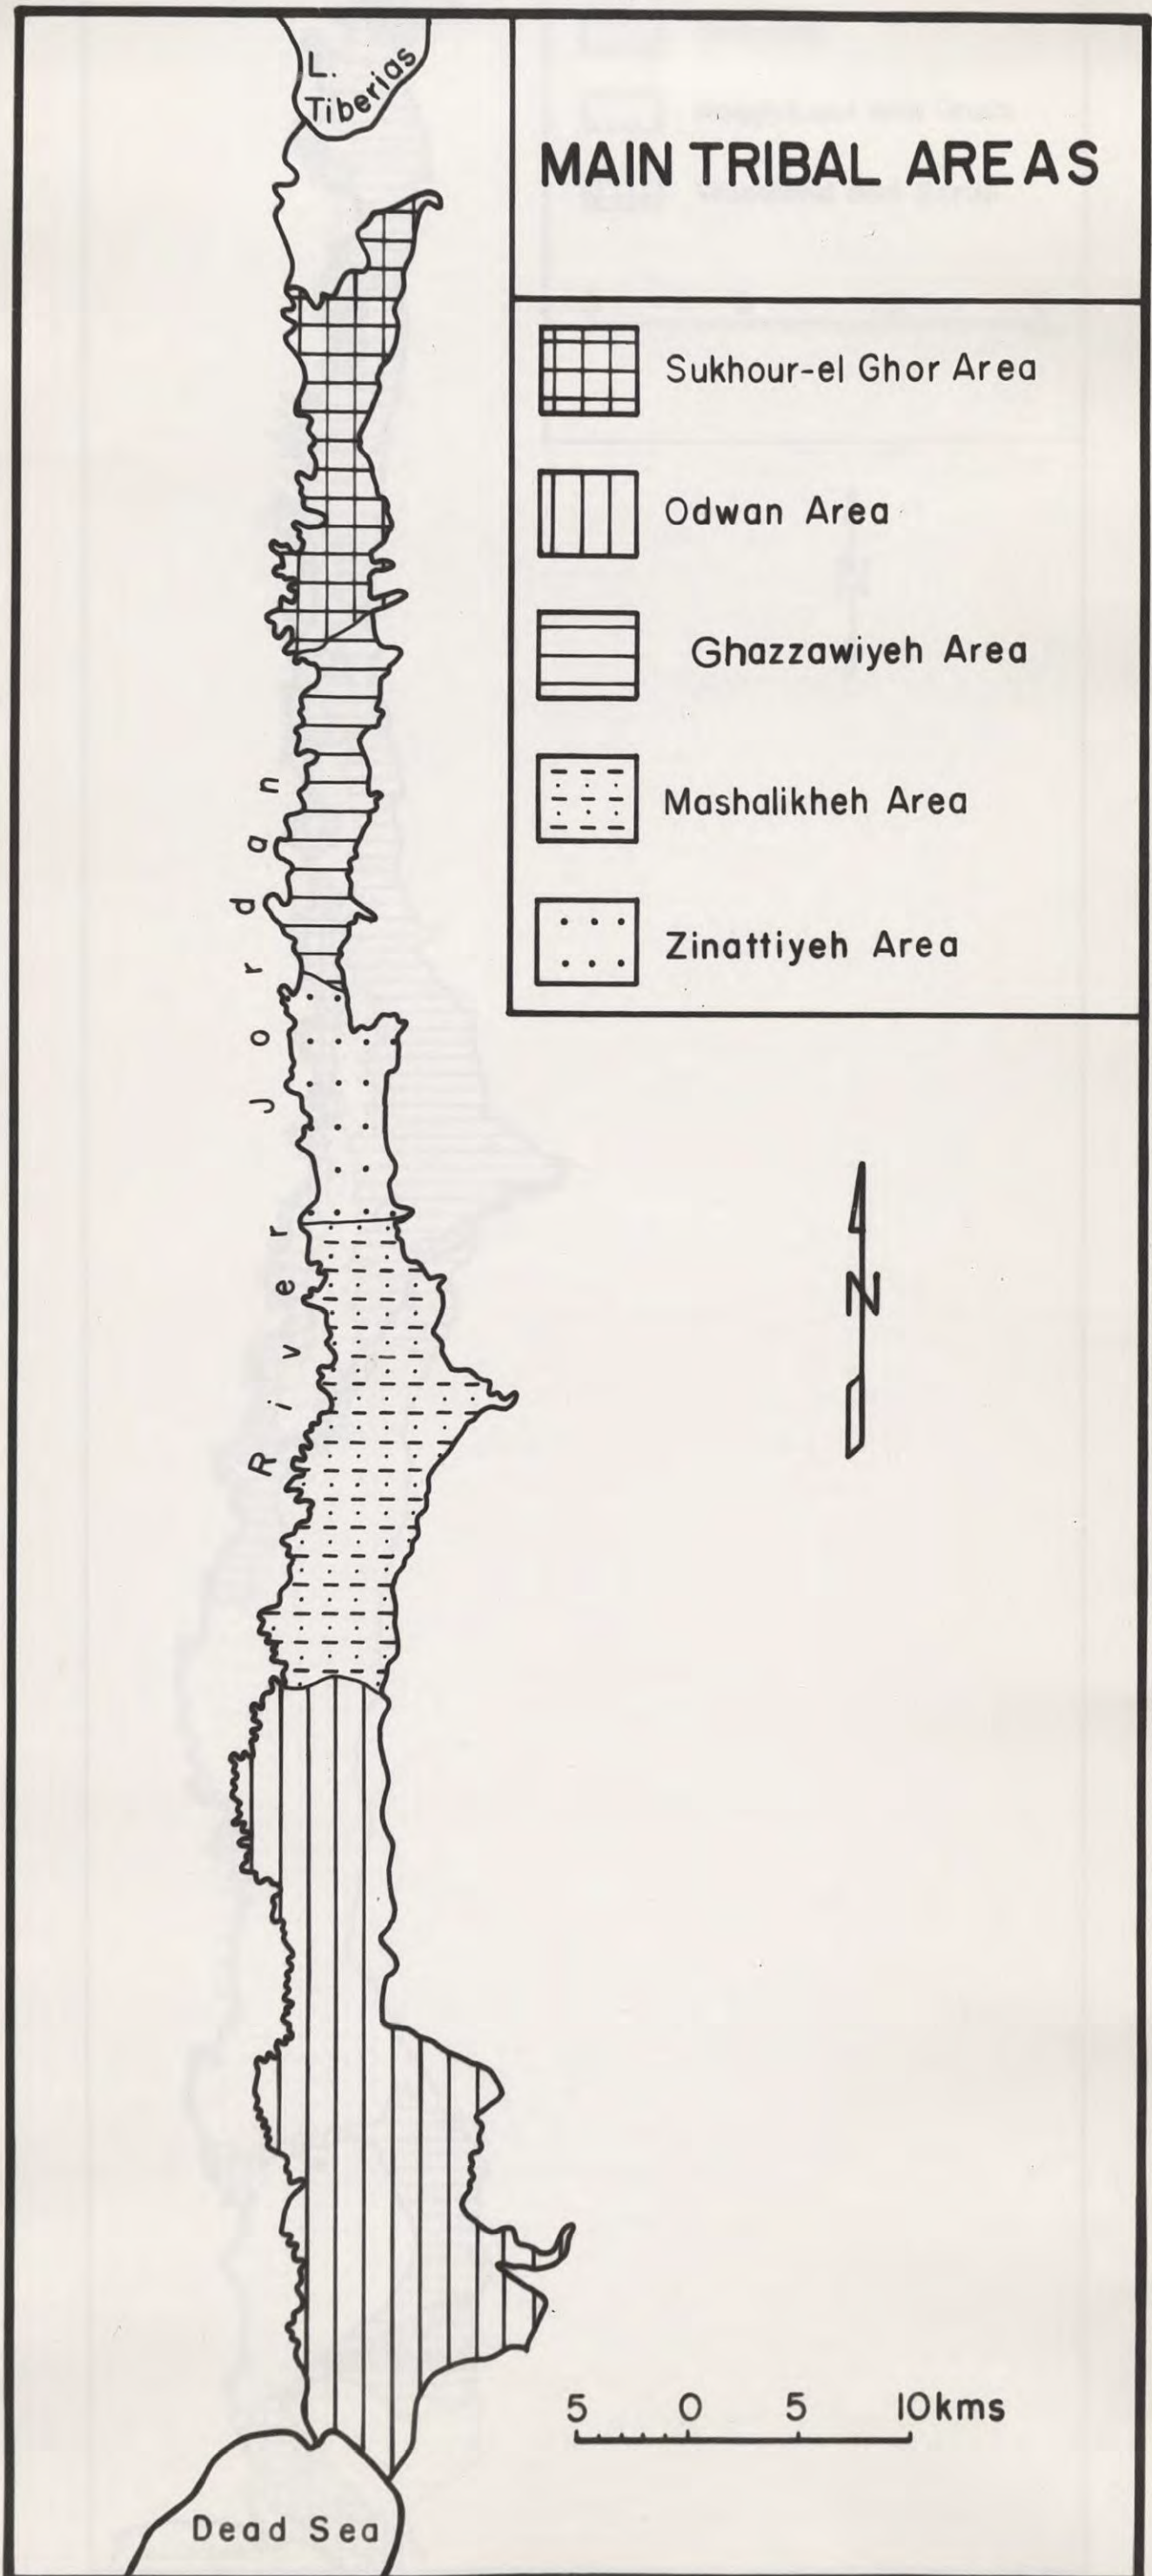 L.
Tiberias
MAIN TRIBAL AREAS
Sukhour-el Ghor Area
Odwan Area
Ghazzawiyeh Area
Mashalikheh Area
Zinattiyeh Area
River Jordan
N
5 0 5 10kms
Dead Sea